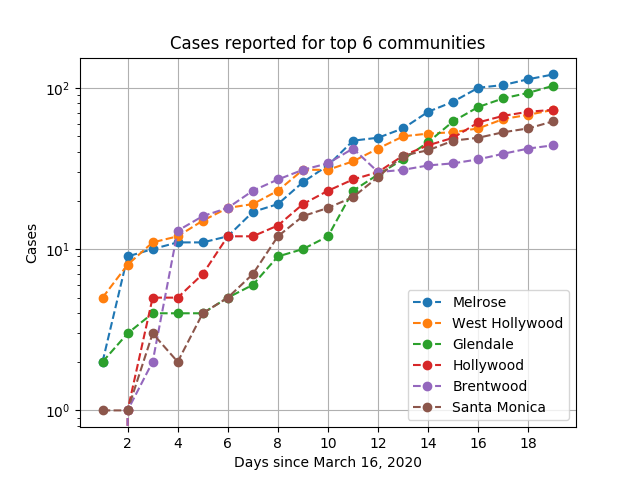 Cases reported for top 6 communities
Cases
10²
10¹
10⁰
2 4 6 8 10 12 14 16 18
Days since March 16, 2020
Melrose
West Hollywood
Glendale
Hollywood
Brentwood
Santa Monica